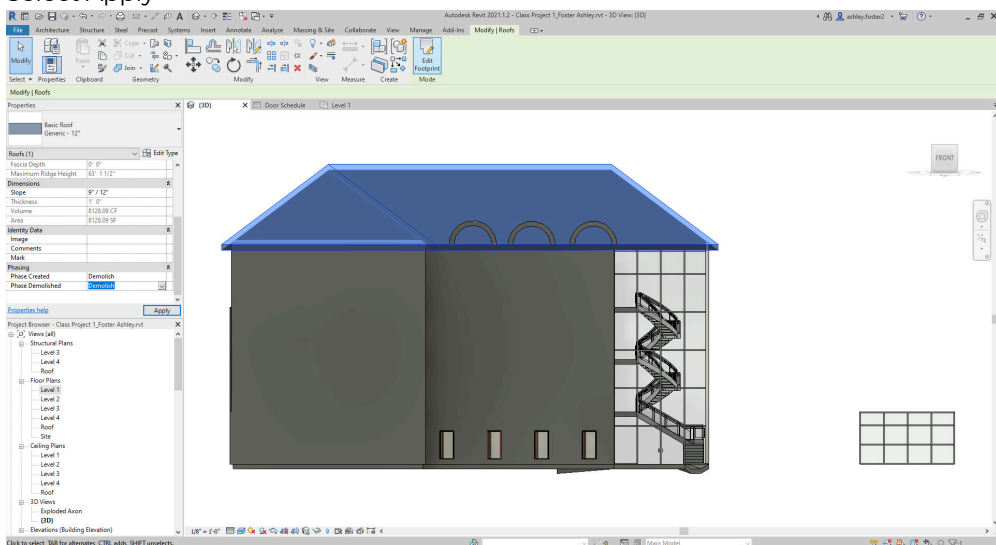 Select Apply
Autodesk Revit 2021.1.2 - Class Project 1_Foster Ashley.rvt - 3D View: {3D}
ashley.foster2
File Architecture Structure Steel Precast Systems Insert Annotate Analyze Massing & Site Collaborate View Manage Add-Ins Modify | Roofs
Modify
Paste
Cope
Cut
Join
Edit
Footprint
Select Properties Clipboard Geometry Modify View Measure Create Mode
Modify | Roofs
Properties
{3D}
Door Schedule
Level 1
Basic Roof
Generic - 12"
Roofs (1)
Edit Type
Fascia Depth 0' 0"
Maximum Ridge Height 63' 1 1/2"
Dimensions
Slope 9" / 12"
Thickness 1' 0"
Volume 8128.09 CF
Area 8128.09 SF
Identity Data
Image
Comments
Mark
Phasing
Phase Created Demolish
Phase Demolished Demolish
Properties help
Apply
FRONT
Project Browser - Class Project 1_Foster Ashley.rvt
Views (all)
Structural Plans
Level 3
Level 4
Roof
Floor Plans
Level 1
Level 2
Level 3
Level 4
Roof
Site
Ceiling Plans
Level 1
Level 2
Level 3
Level 4
Roof
3D Views
Exploded Axon
{3D}
Elevations (Building Elevation)
1/8" = 1'-0"
Click to select, TAB for alternates, CTRL adds, SHIFT unselects.
Main Model